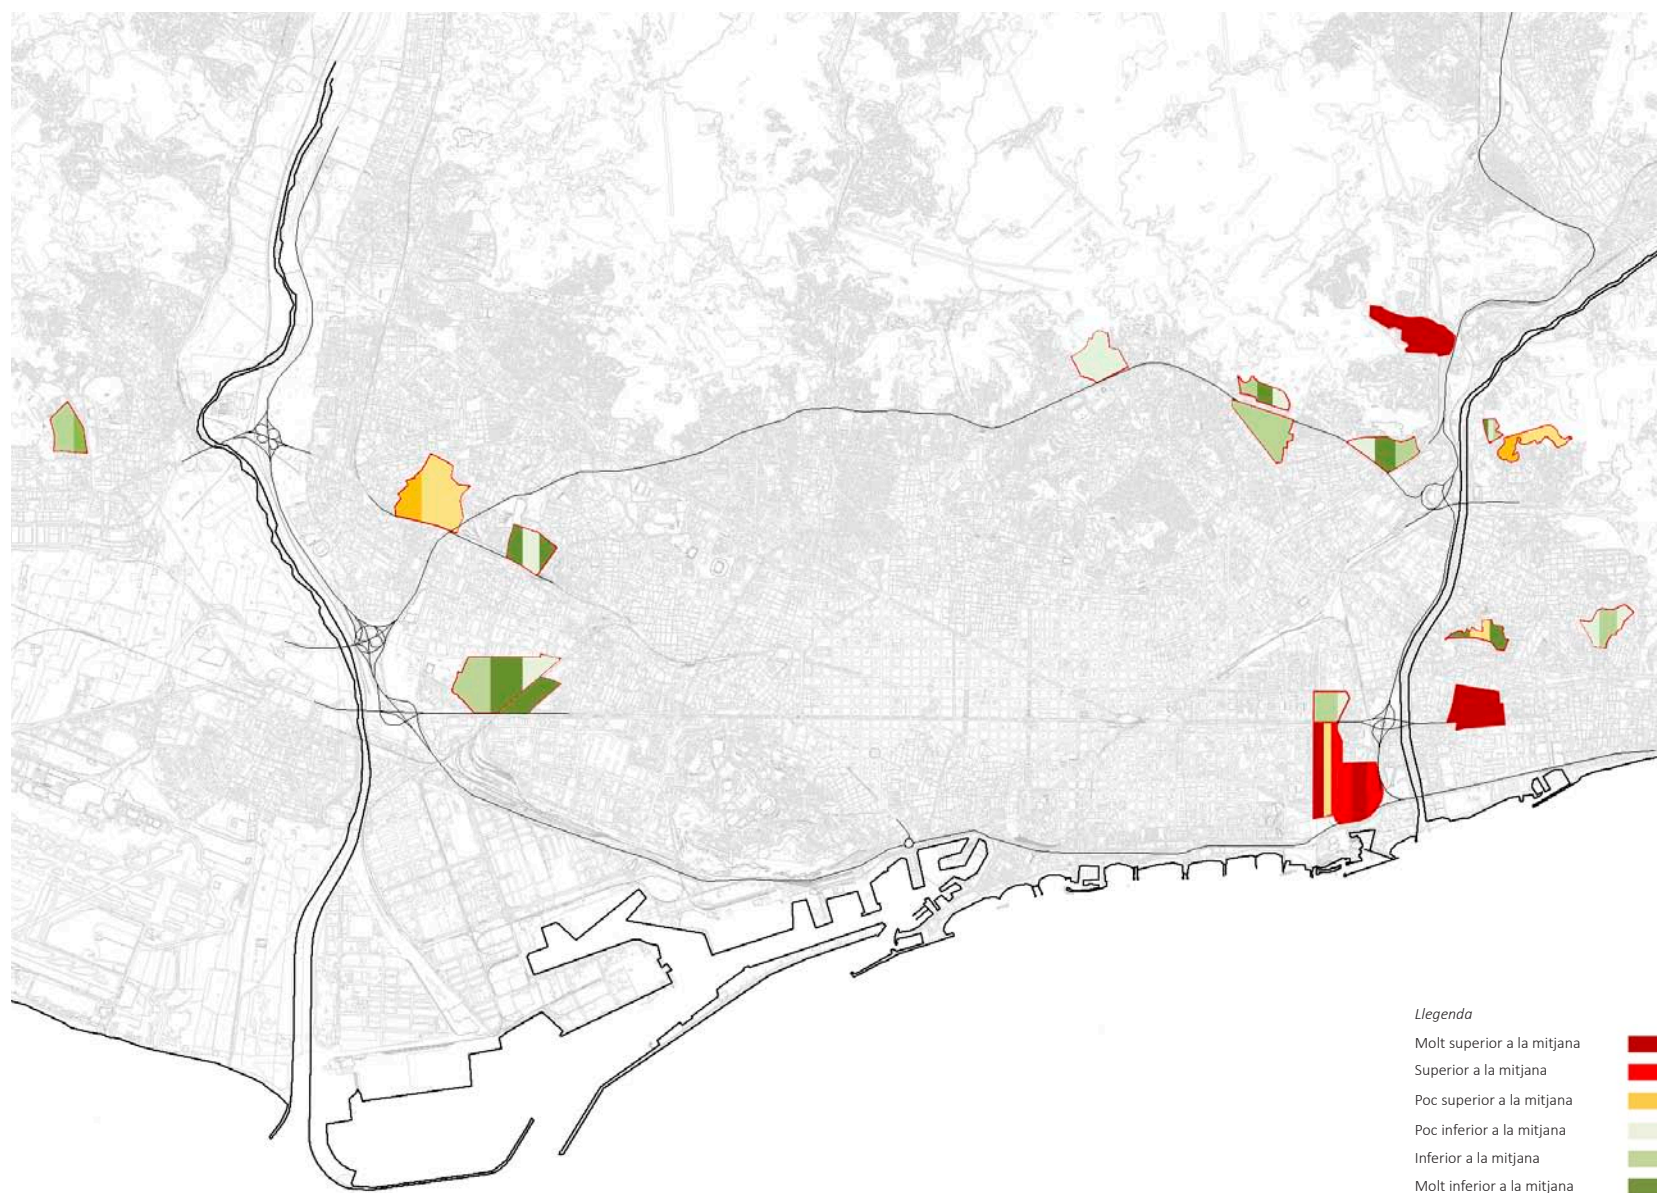 Llegenda
Molt superior a la mitjana
Superior a la mitjana
Poc superior a la mitjana
Poc inferior a la mitjana
Inferior a la mitjana
Molt inferior a la mitjana